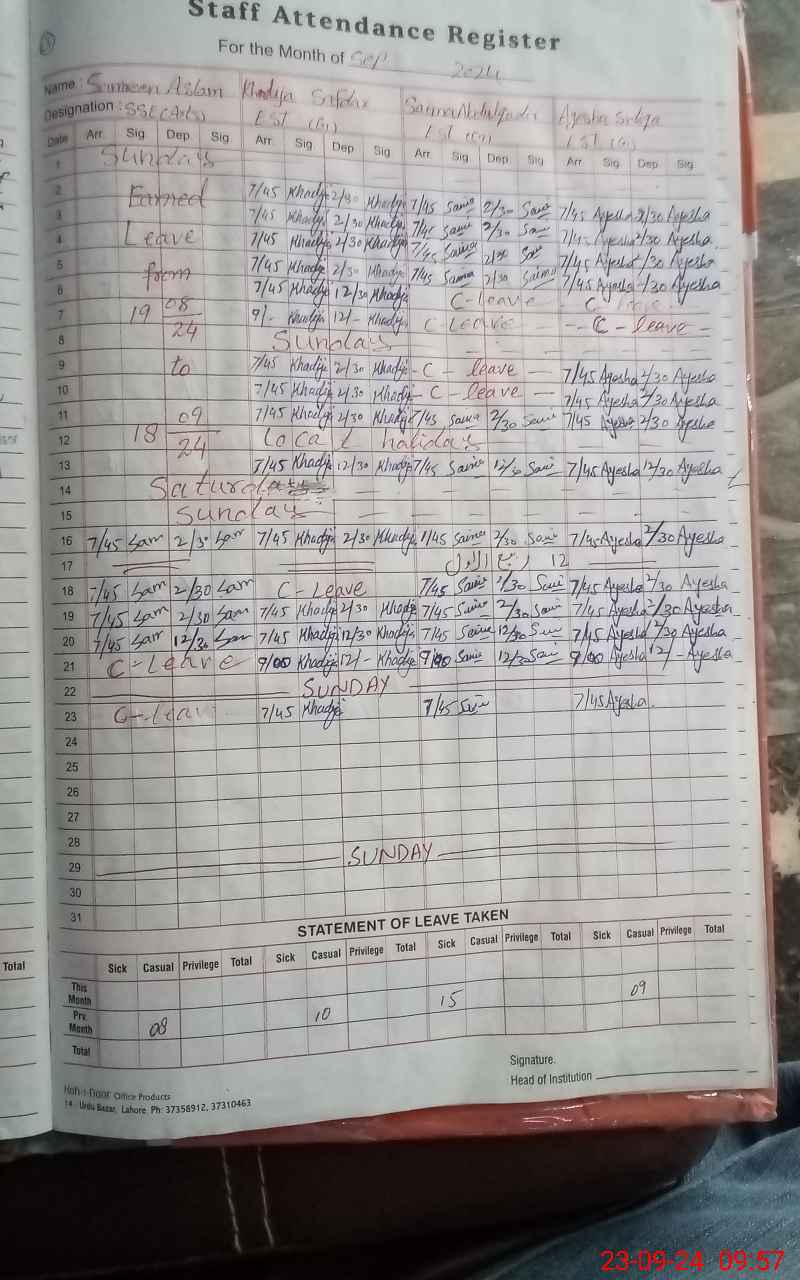 Staff Attendance Register
For the Month of Sep 2024
Name : Aslam Khadija Safdar Ayesha
Designation : SSE (Arts) EST (G) EST (G) EST (G)
Date Arr. Sig Dep Sig Arr. Sig Dep Sig Arr Sig Dep Sig Arr Sig Dep Sig
1 Sunday
2 Earned 7/45 Khadija 2/30 Khadija 7/45 Saima 2/30 Saima 7/45 Ayesha 2/30 Ayesha
3 7/45 Khadija 2/30 Khadija 7/45 Saima 2/30 Saima 7/45 Ayesha 2/30 Ayesha
4 Leave 7/45 Khadija 2/30 Khadija 7/45 Saima 2/30 Saima 7/45 Ayesha 2/30 Ayesha
5 from 7/45 Khadija 2/30 Khadija 7/45 Saima 2/30 Saima 7/45 Ayesha 2/30 Ayesha
6 7/45 Khadija 12/30 Khadija C-leave C-leave
7 19 08/24 9/- Khadija 12/- Khadija C-Leave - -- C - leave -
8 Sunday
9 to 7/45 Khadija 2/30 Khadija - C - leave - 7/45 Ayesha 2/30 Ayesha
10 7/45 Khadija 2/30 Khadija - C - leave - 7/45 Ayesha 2/30 Ayesha
11 7/45 Khadija 2/30 Khadija 7/45 Saima 2/30 Saima 7/45 Ayesha 2/30 Ayesha
12 18 09/24 local haliday
13 7/45 Khadija 12/30 Khadija 7/45 Saima 12/30 Saima 7/45 Ayesha 12/30 Ayesha
14 Saturday
15 Sunday
16 7/45 Sam 2/30 Sam 7/45 Khadija 2/30 Khadija 7/45 Saima 2/30 Saima 7/45 Ayesha 2/30 Ayesha
17 12 ربیع الاول
18 7/45 Sam 2/30 Sam C-Leave 7/45 Saima 2/30 Saima 7/45 Ayesha 2/30 Ayesha
19 7/45 Sam 2/30 Sam 7/45 Khadija 2/30 Khadija 7/45 Saima 2/30 Saima 7/45 Ayesha 2/30 Ayesha
20 7/45 Sam 12/30 Sam 7/45 Khadija 12/30 Khadija 7/45 Saima 12/30 Saima 7/45 Ayesha 2/30 Ayesha
21 C-Leave 9/00 Khadija 12/- Khadija 9/00 Saima 12/30 Saima 9/00 Ayesha 12/- Ayesha
22 SUNDAY
23 C-Leav 7/45 Khadija 7/45 Saima 7/45 Ayesha
24
25
26
27
28
29 SUNDAY
30
31
STATEMENT OF LEAVE TAKEN
Sick Casual Privilege Total Sick Casual Privilege Total Sick Casual Privilege Total Sick Casual Privilege Total
This Month
Prv. Month 08 10 15 09
Total
Signature.
Head of Institution
Koh-i-Noor Office Products
14 - Urdu Bazar, Lahore. Ph: 37358912, 37310463
Total
23-09-24 09:57